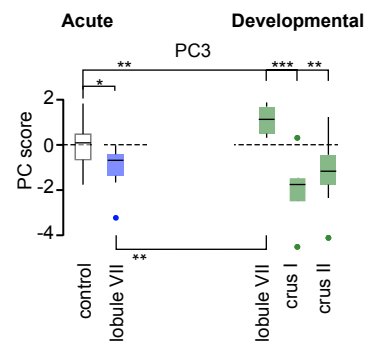 Acute Developmental
PC3
** *** **
*
2
0
-2
-4
PC score
**
control
lobule VII
lobule VII
crus I
crus II